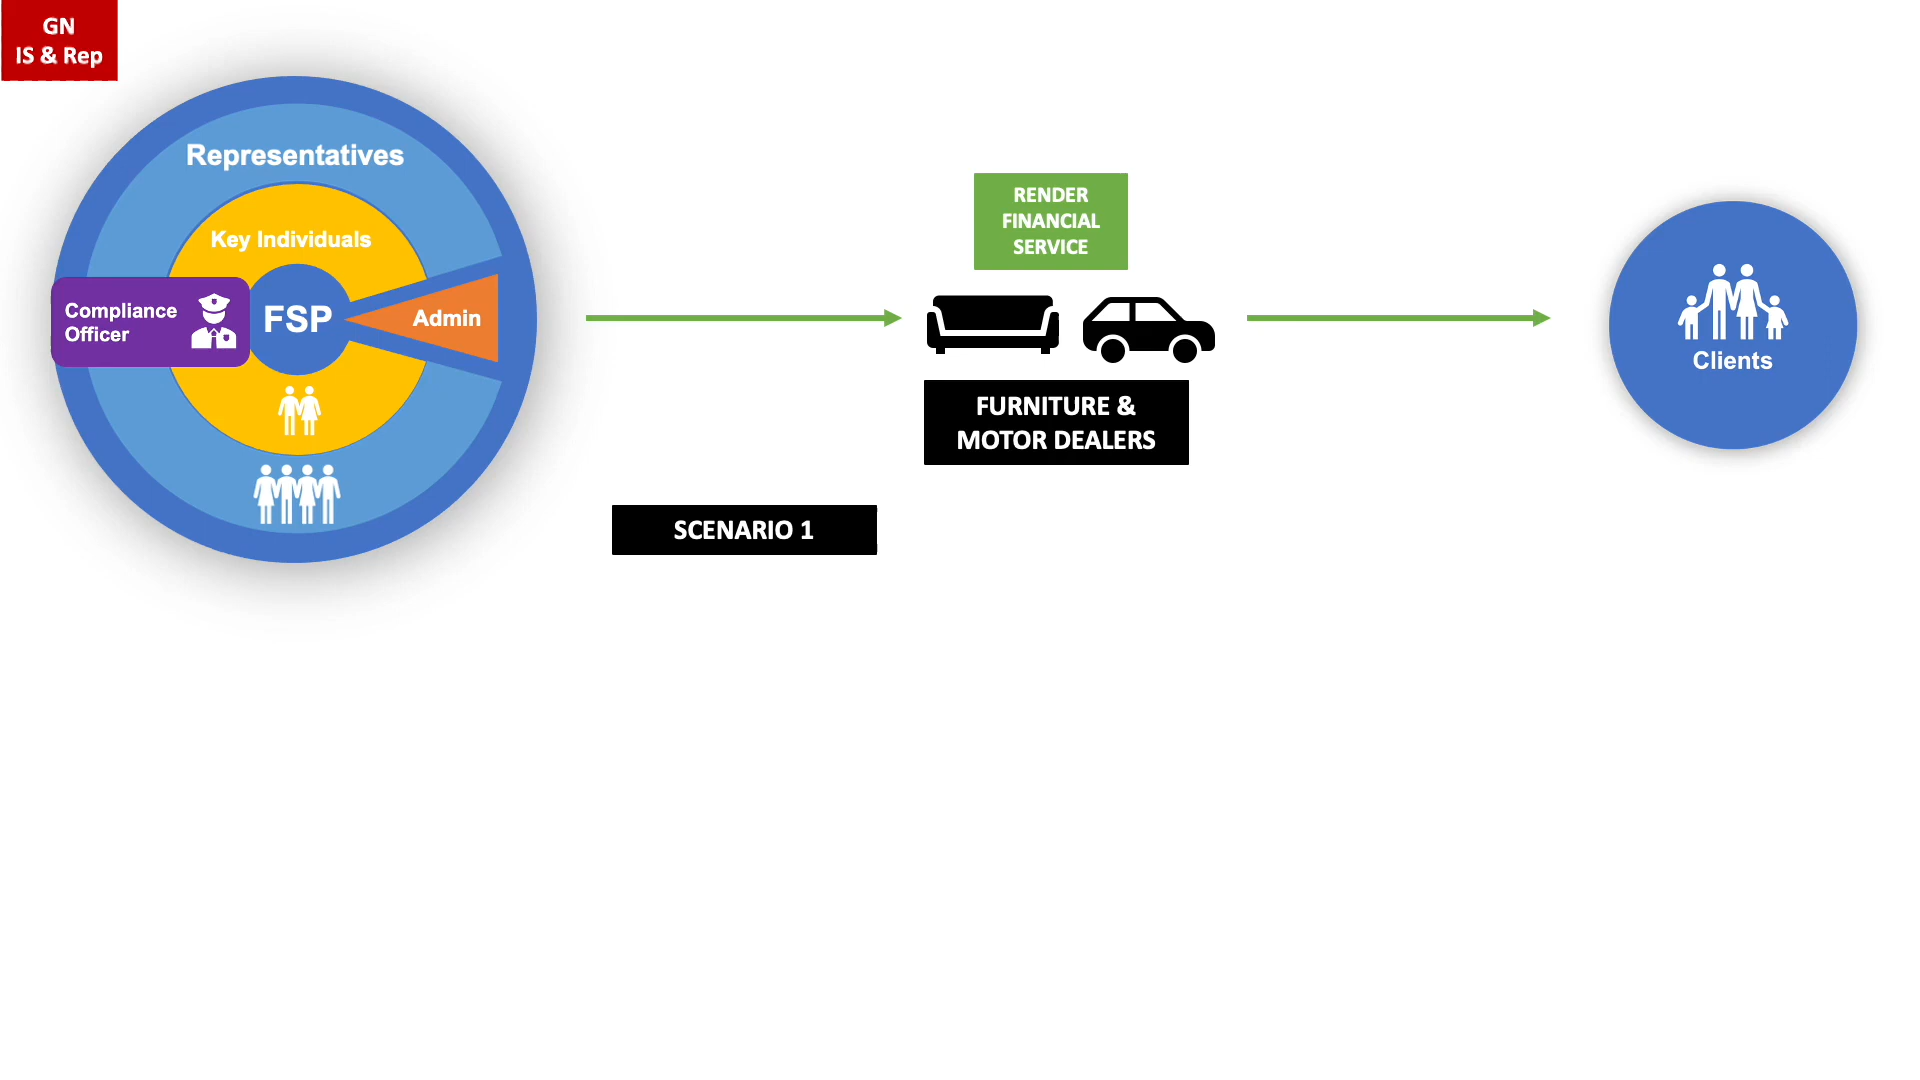 GN
IS & Rep
Representatives
Key Individuals
Compliance
Officer
FSP
Admin
RENDER
FINANCIAL
SERVICE
FURNITURE &
MOTOR DEALERS
Clients
SCENARIO 1